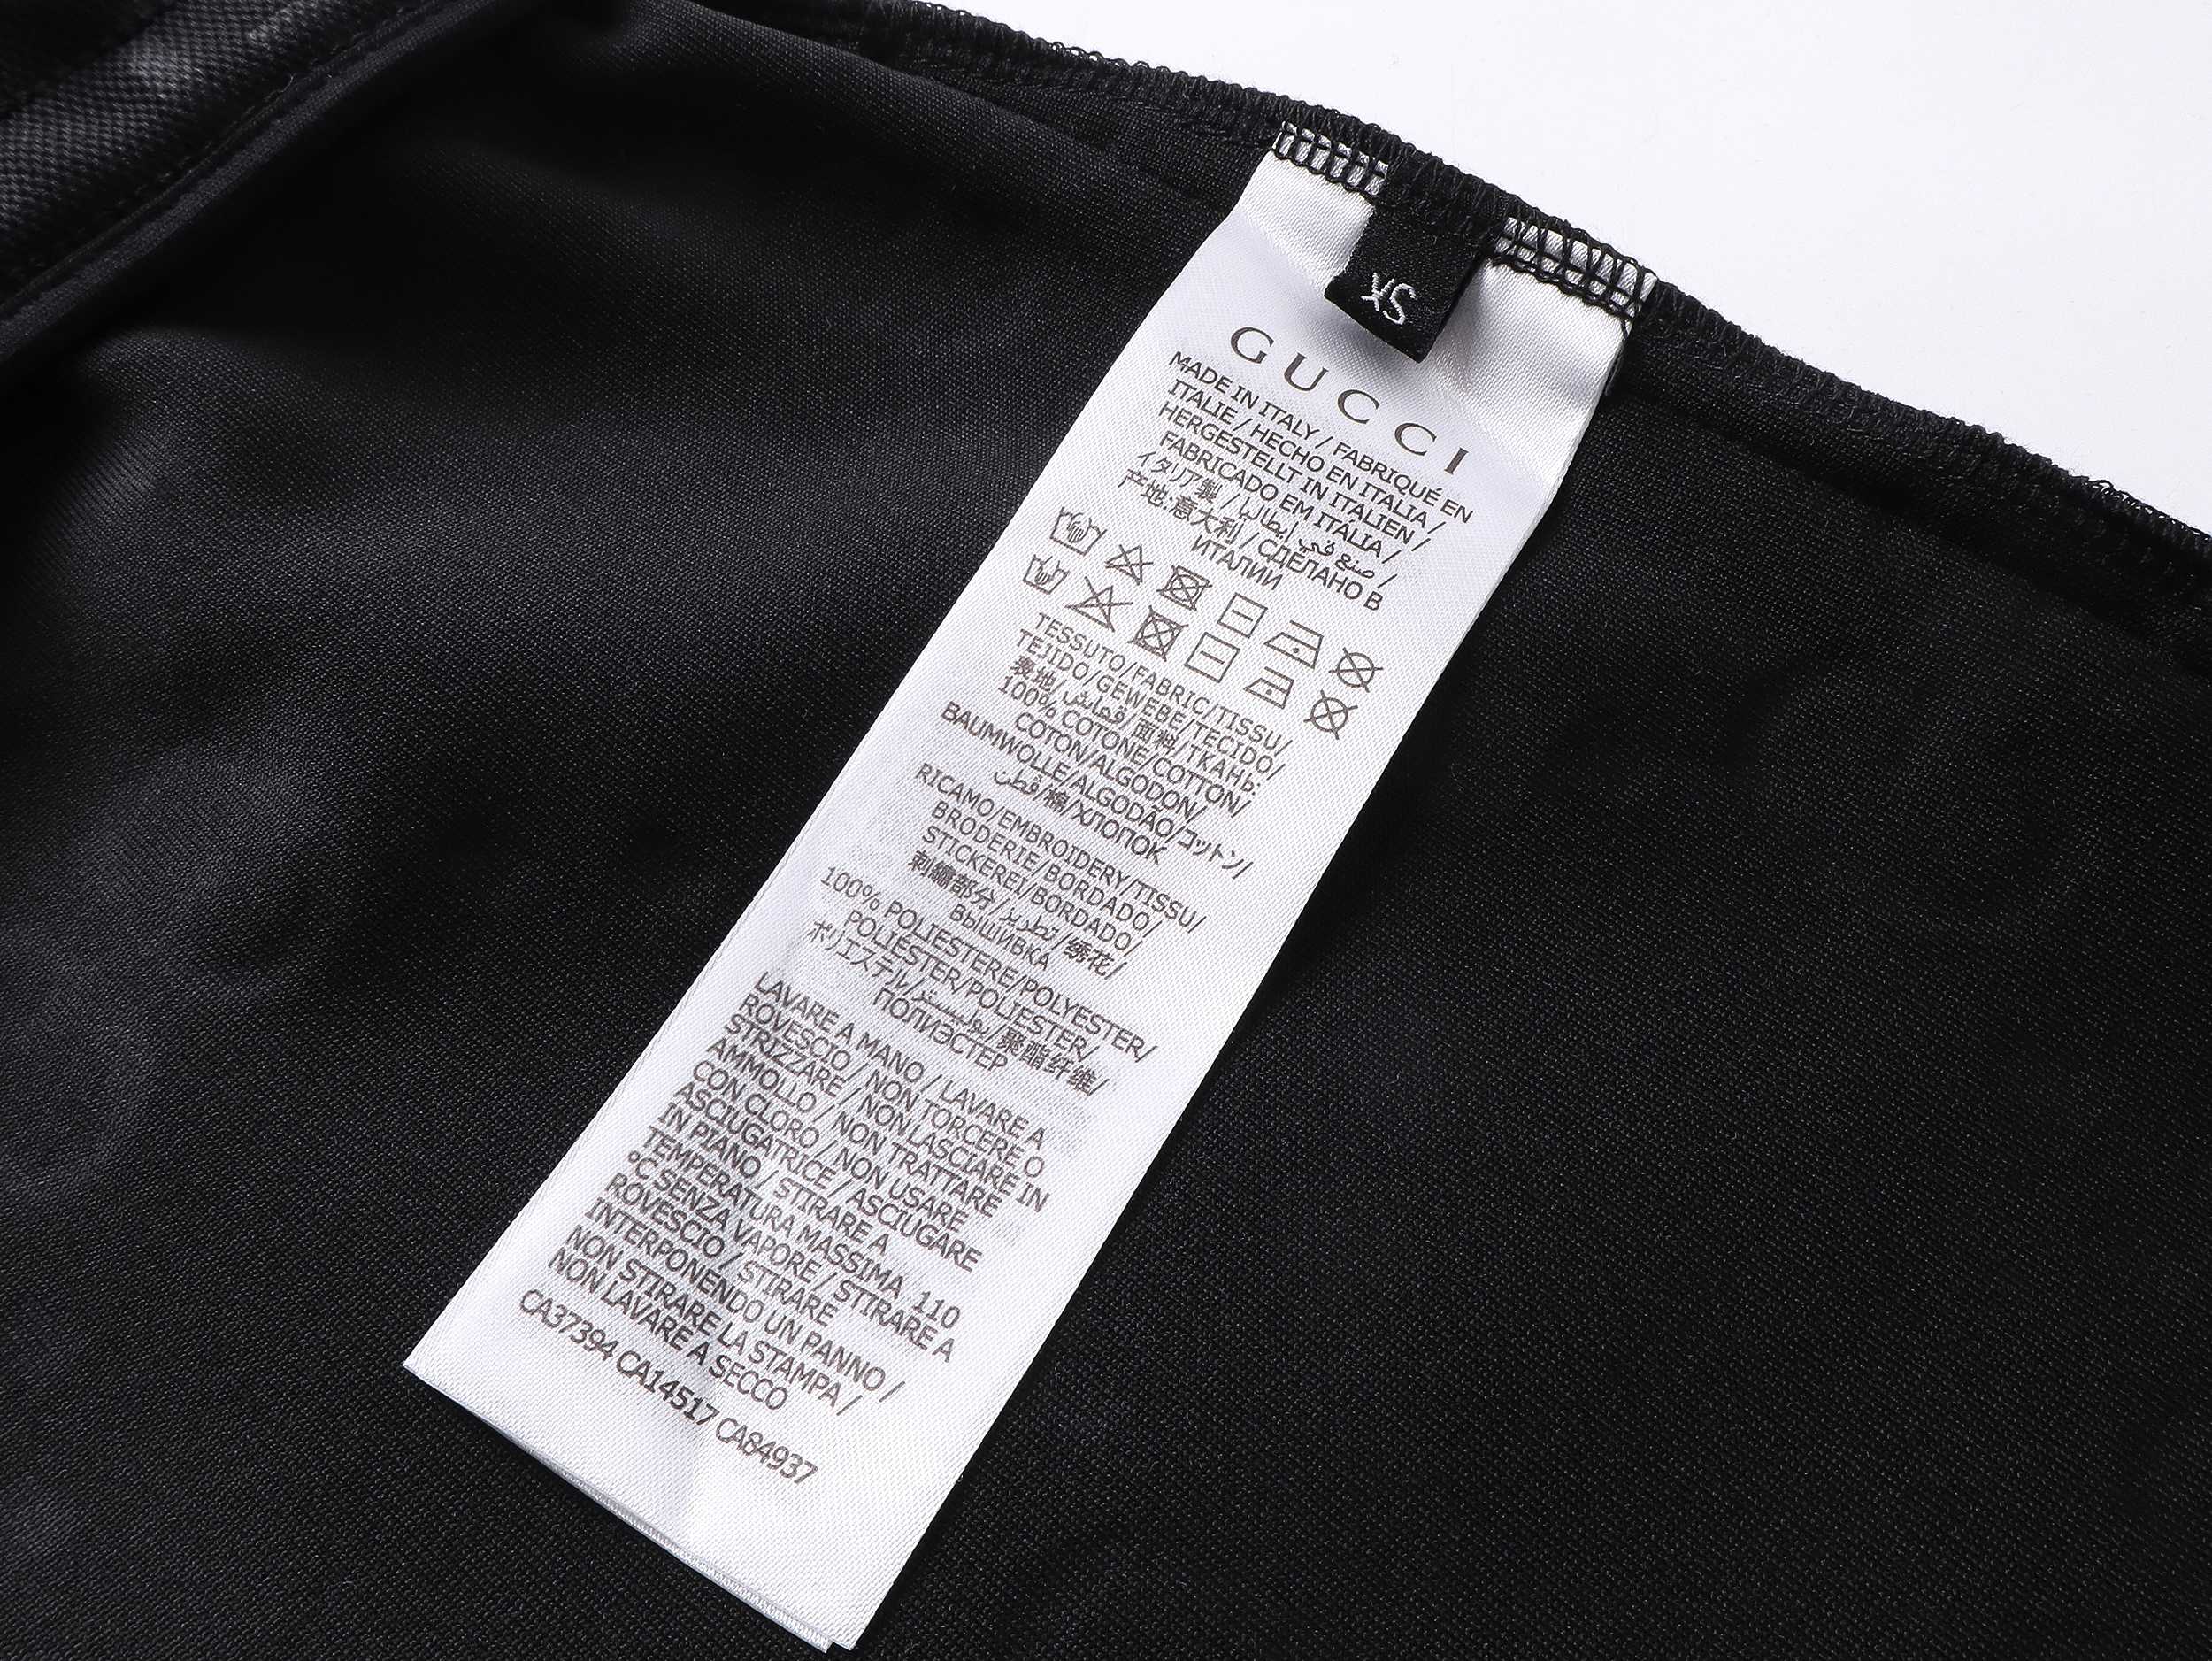 XS
GUCCI
MADE IN ITALY / FABRIQUÉ EN
ITALIE / HECHO EN ITALIA /
HERGESTELLT IN ITALIEN /
FABRICADO EM ITÁLIA /
イタリア製 / صنع في إيطاليا /
产地:意大利 / СДЕЛАНО В
ИТАЛИИ
TESSUTO/FABRIC/TISSU/
TEJIDO/GEWEBE/TECIDO/
表地/قماش/面料/ТКАНЬ:
100% COTONE/COTTON/
COTON/ALGODON/
BAUMWOLLE/ALGODÃO/コットン/
قطن/棉/ХЛОПОК
RICAMO/EMBROIDERY/TISSU/
BRODERIE/BORDADO/
STICKEREI/BORDADO/
刺繍部分/تطريز/绣花/
ВЫШИВКА
100% POLIESTERE/POLYESTER/
POLIÉSTER/POLIESTER/
ポリエステル/بوليستر/聚酯纤维/
ПОЛИЭСТЕР
LAVARE A MANO / LAVARE A
ROVESCIO / NON TORCERE O
STRIZZARE / NON LASCIARE IN
AMMOLLO / NON TRATTARE
CON CLORO / NON USARE
ASCIUGATRICE / ASCIUGARE
IN PIANO / STIRARE A
TEMPERATURA MASSIMA 110
°C SENZA VAPORE / STIRARE A
ROVESCIO / STIRARE
INTERPONENDO UN PANNO /
NON STIRARE LA STAMPA /
NON LAVARE A SECCO
CA37394 CA14517 CA84937